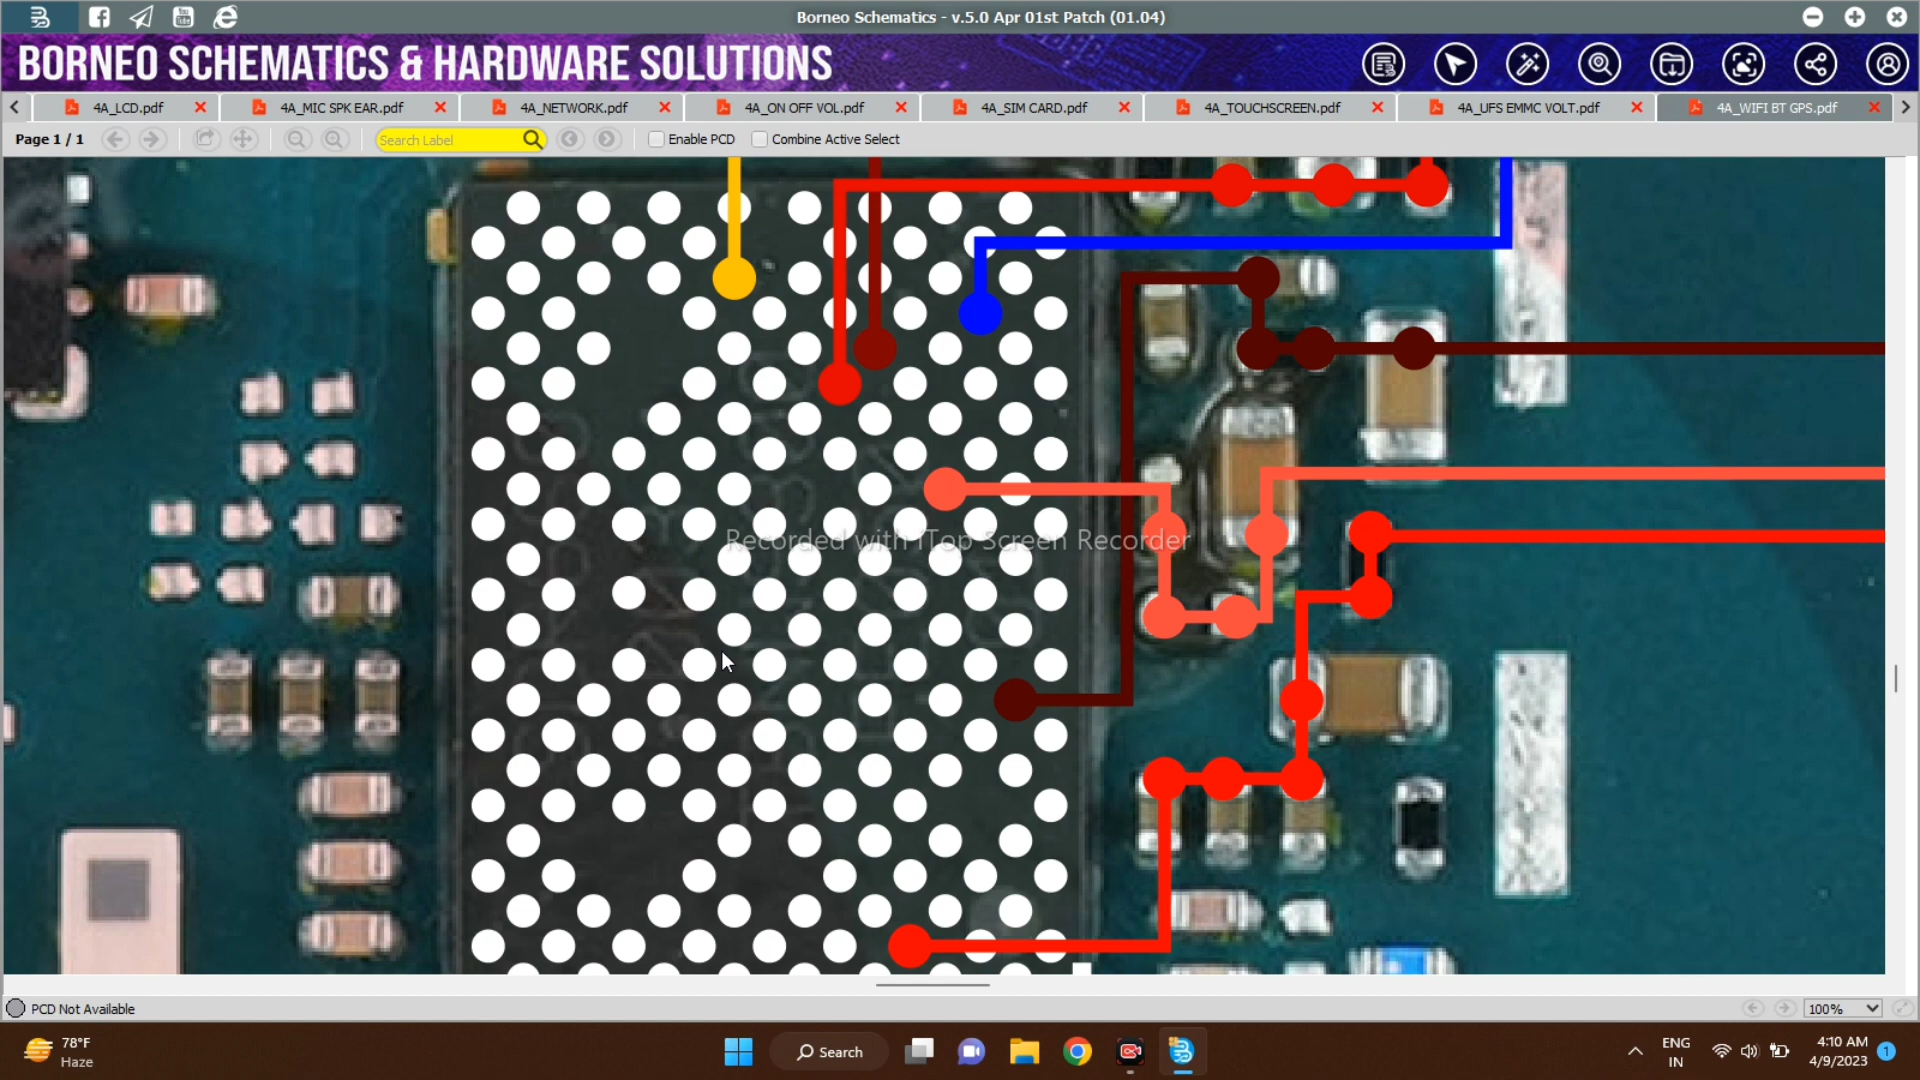 Borneo Schematics - v.5.0 Apr 01st Patch (01.04)
BORNEO SCHEMATICS & HARDWARE SOLUTIONS
4A_LCD.pdf
4A_MIC SPK EAR.pdf
4A_NETWORK.pdf
4A_ON OFF VOL.pdf
4A_SIM CARD.pdf
4A_TOUCHSCREEN.pdf
4A_UFS EMMC VOLT.pdf
4A_WIFI BT GPS.pdf
Page 1 / 1
Search Label
Enable PCD
Combine Active Select
Recorded with iTop Screen Recorder
PCD Not Available
100%
78°F
Haze
Search
ENG
IN
4:10 AM
4/9/2023
1